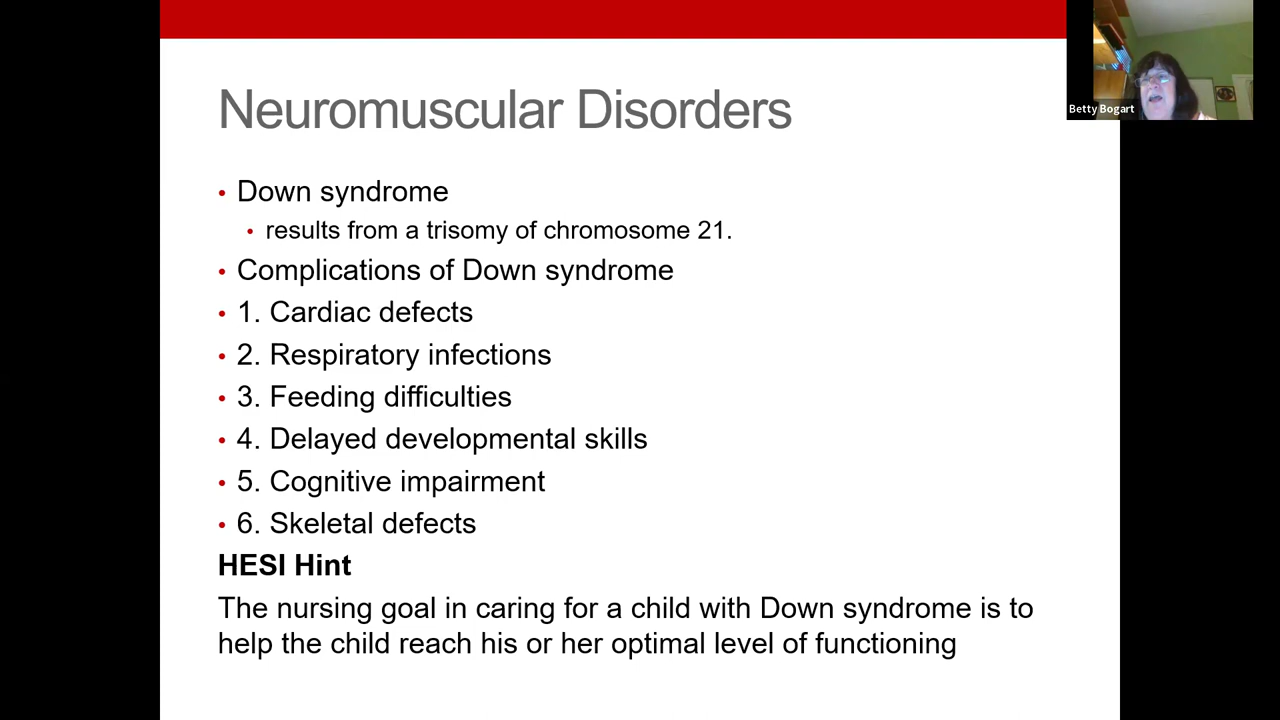 Neuromuscular Disorders
Betty Bogart
• Down syndrome
• results from a trisomy of chromosome 21.
• Complications of Down syndrome
• 1. Cardiac defects
• 2. Respiratory infections
• 3. Feeding difficulties
• 4. Delayed developmental skills
• 5. Cognitive impairment
• 6. Skeletal defects
HESI Hint
The nursing goal in caring for a child with Down syndrome is to
help the child reach his or her optimal level of functioning